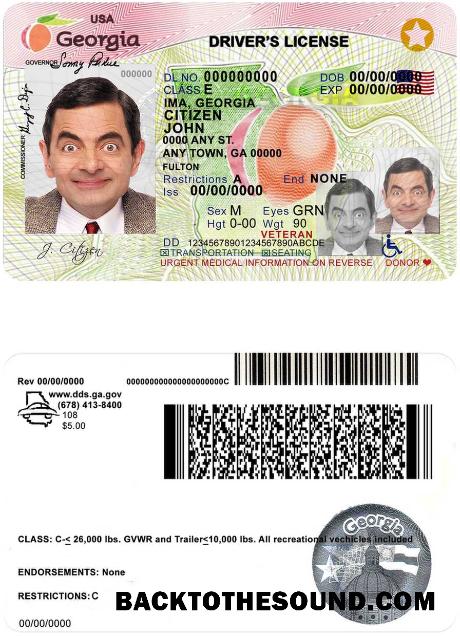 USA
Georgia
DRIVER'S LICENSE
GOVERNOR
000000
DL NO. 000000000
DOB 00/00/0000
CLASS E
EXP 00/00/0000
IMA, GEORGIA
CITIZEN
JOHN
0000 ANY ST.
ANY TOWN, GA 00000
FULTON
Restrictions A End NONE
Iss 00/00/0000
COMMISSIONER
Sex M Eyes GRN
Hgt 0-00 Wgt 90
VETERAN
DD 12345678901234567890ABCDE
TRANSPORTATION SEATING
URGENT MEDICAL INFORMATION ON REVERSE DONOR
J. Citizen
Rev 00/00/0000
0000000000000000000000C
www.dds.ga.gov
(678) 413-8400
108
$5.00
Georgia
CLASS: C-≤ 26,000 lbs. GVWR and Trailer≤10,000 lbs. All recreational vechicles included
ENDORSEMENTS: None
RESTRICTIONS: C
BACKTOTHESOUND.COM
00/00/0000